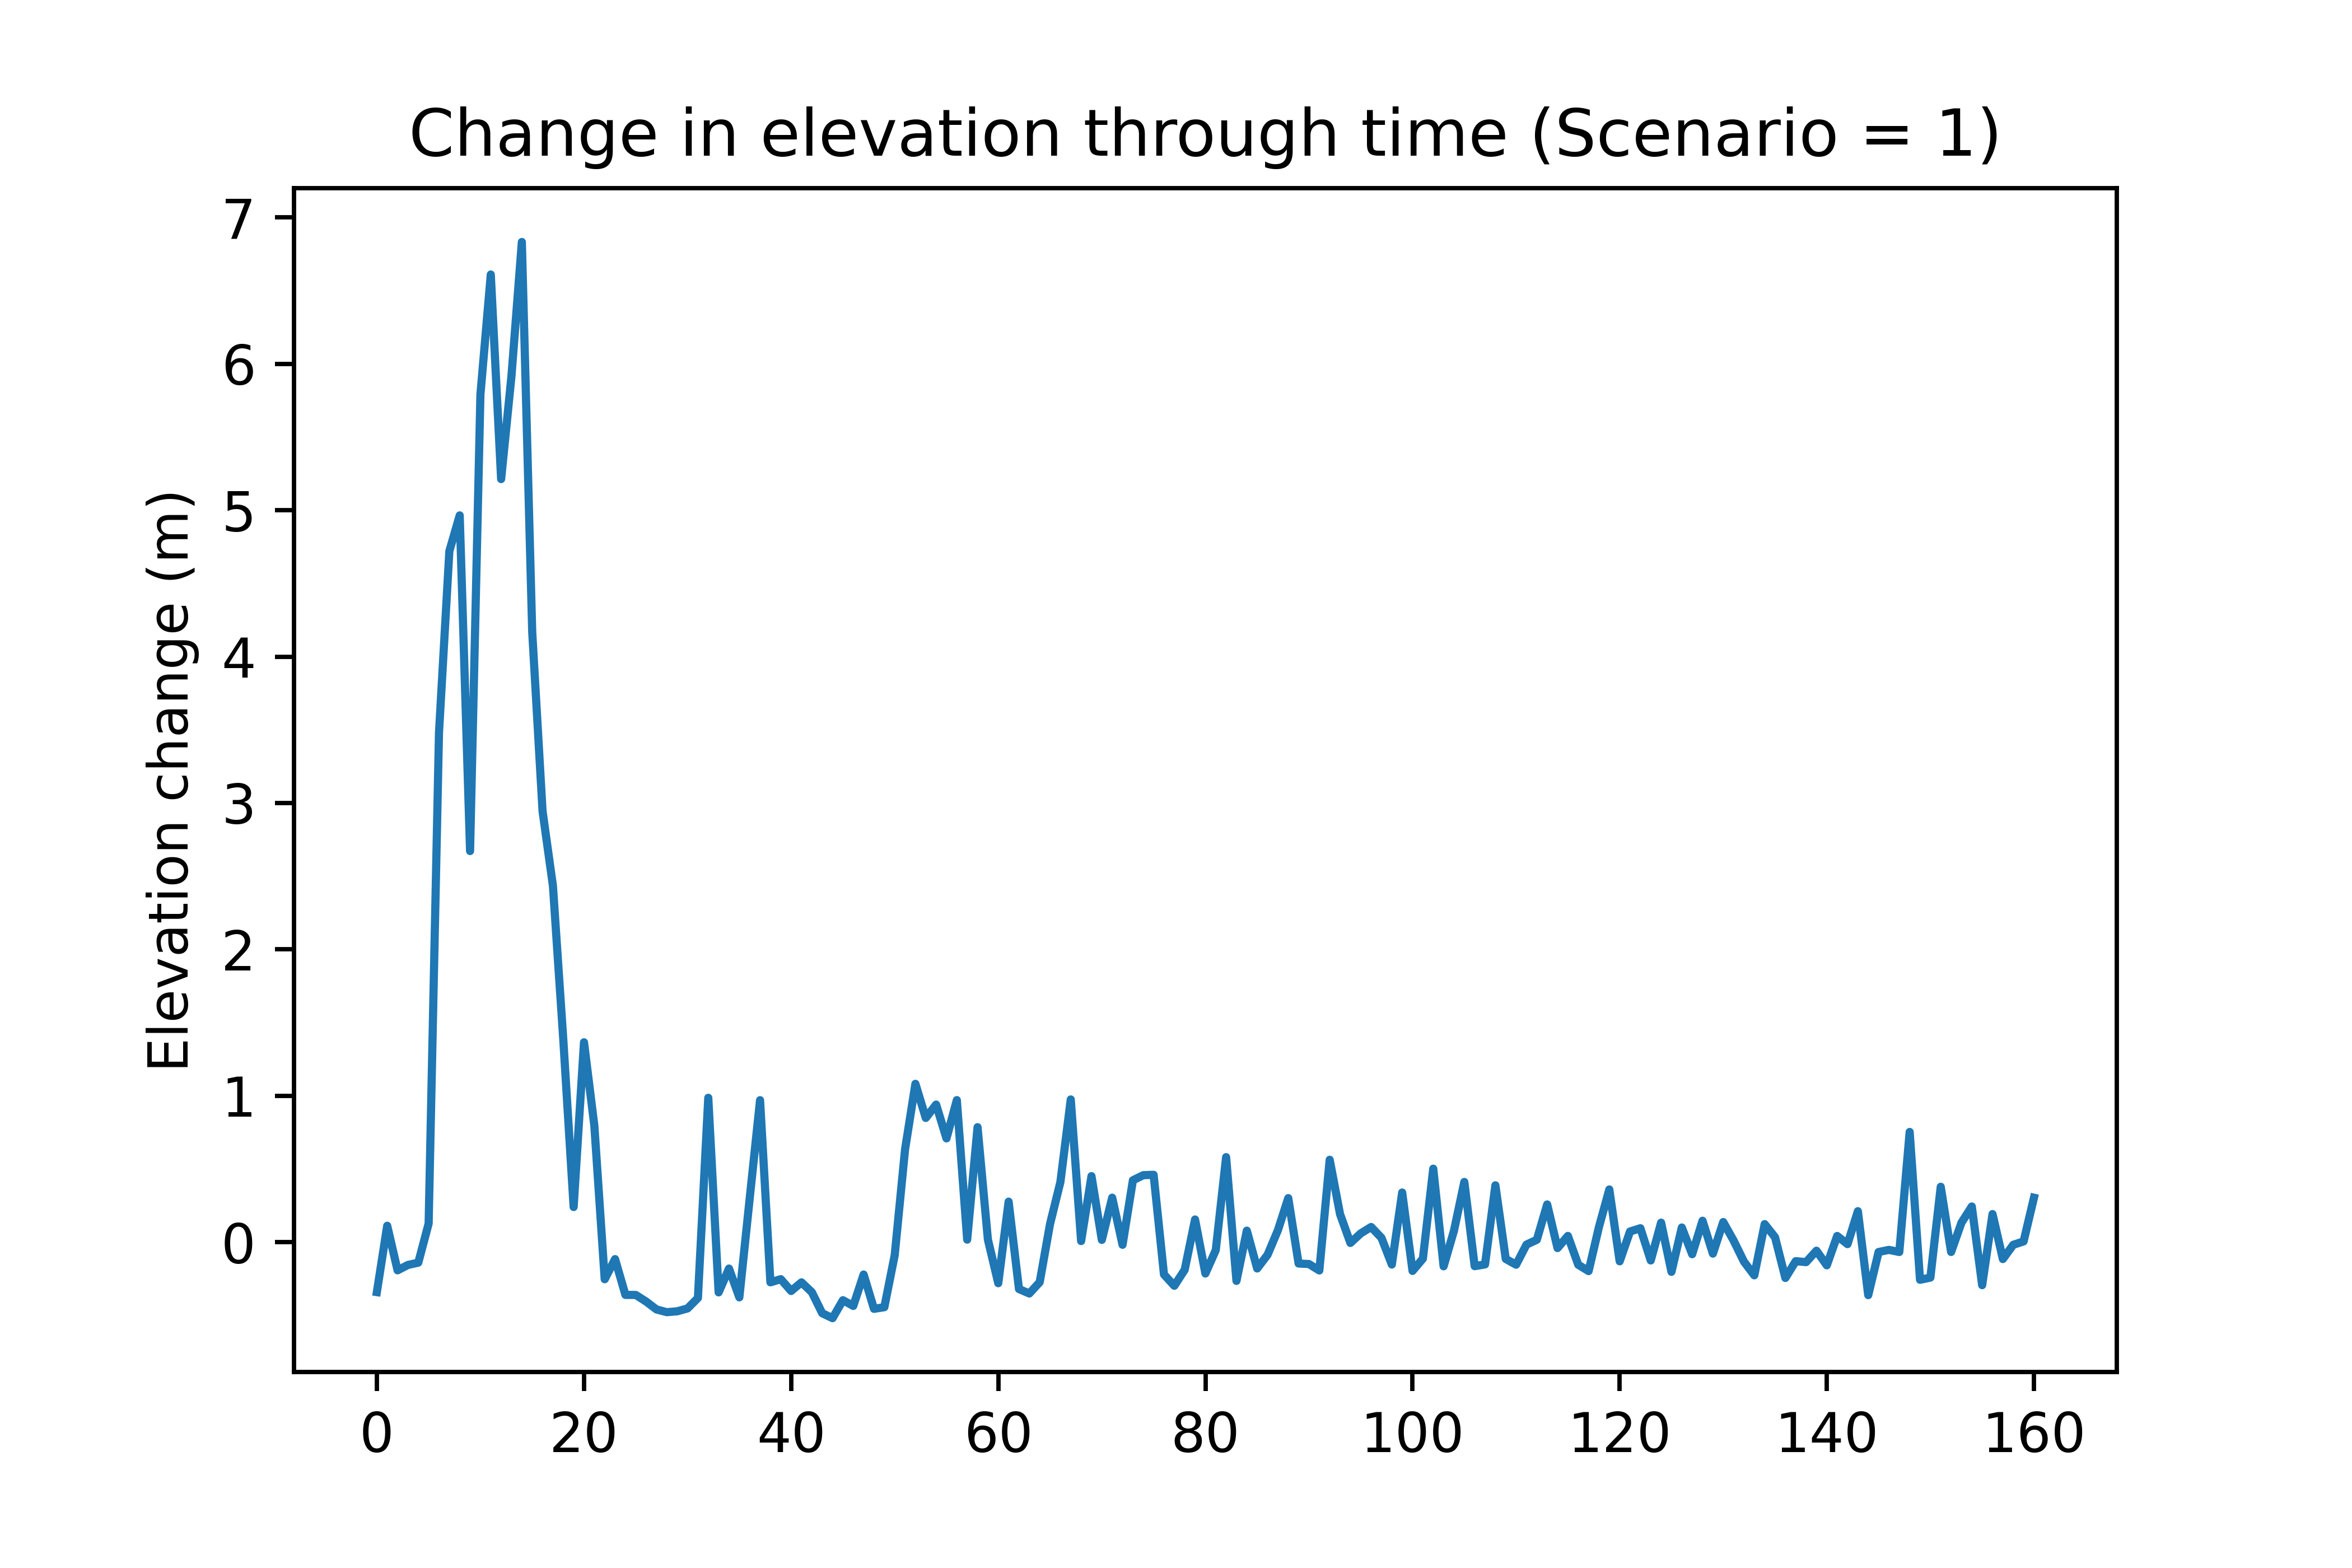 Change in elevation through time (Scenario = 1)
Elevation change (m)
7
6
5
4
3
2
1
0
0 20 40 60 80 100 120 140 160